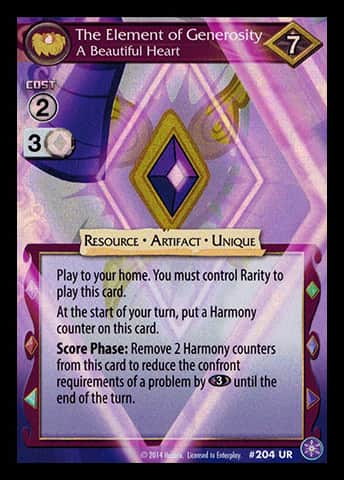 The Element of Generosity
A Beautiful Heart
7
COST
2
3
RESOURCE • ARTIFACT • UNIQUE
Play to your home. You must control Rarity to
play this card.
At the start of your turn, put a Harmony
counter on this card.
Score Phase: Remove 2 Harmony counters
from this card to reduce the confront
requirements of a problem by 3 until the
end of the turn.
© 2014 Hasbro. Licensed to Enterplay. #204 UR